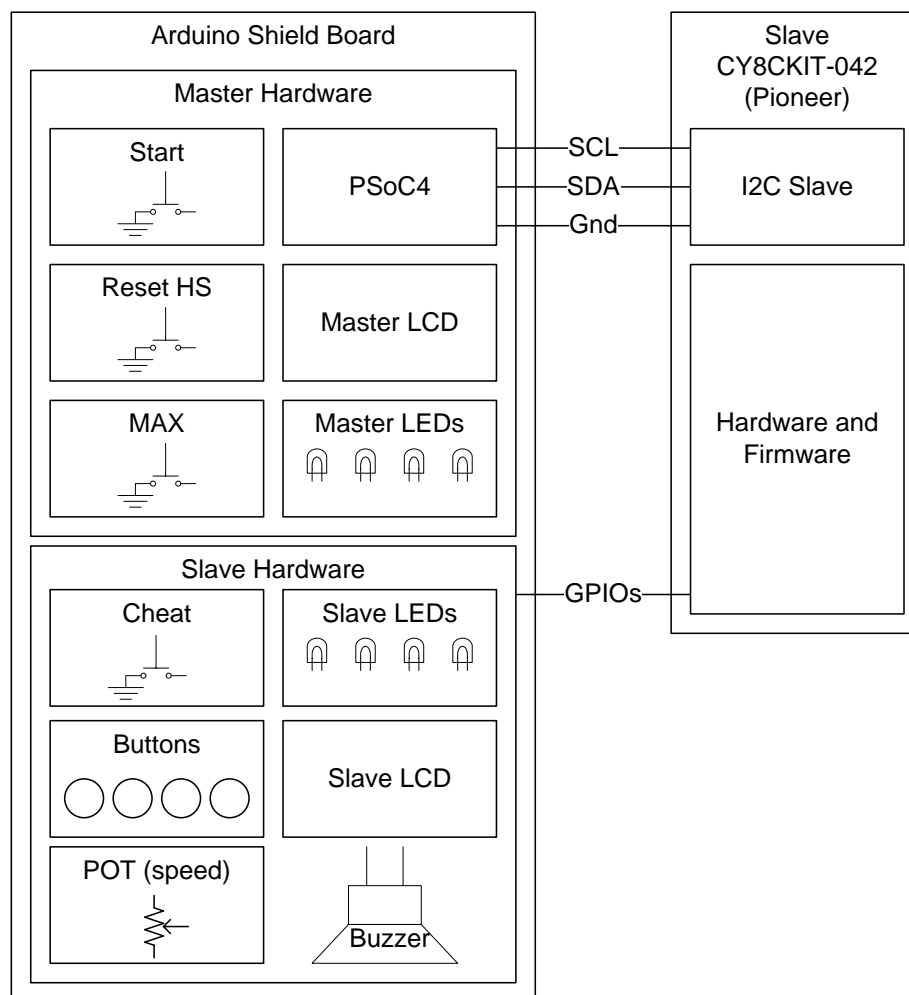 Arduino Shield Board
Master Hardware
Start
PSoC4
Reset HS
Master LCD
MAX
Master LEDs
Slave Hardware
Cheat
Slave LEDs
Buttons
Slave LCD
POT (speed)
Buzzer
SCL
SDA
Gnd
GPIOs
Slave
CY8CKIT-042
(Pioneer)
I2C Slave
Hardware and
Firmware